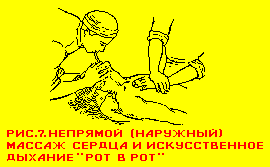 РИС.7. НЕПРЯМОЙ (НАРУЖНЫЙ)
МАССАЖ СЕРДЦА И ИСКУССТВЕННОЕ
ДЫХАНИЕ "РОТ В РОТ"